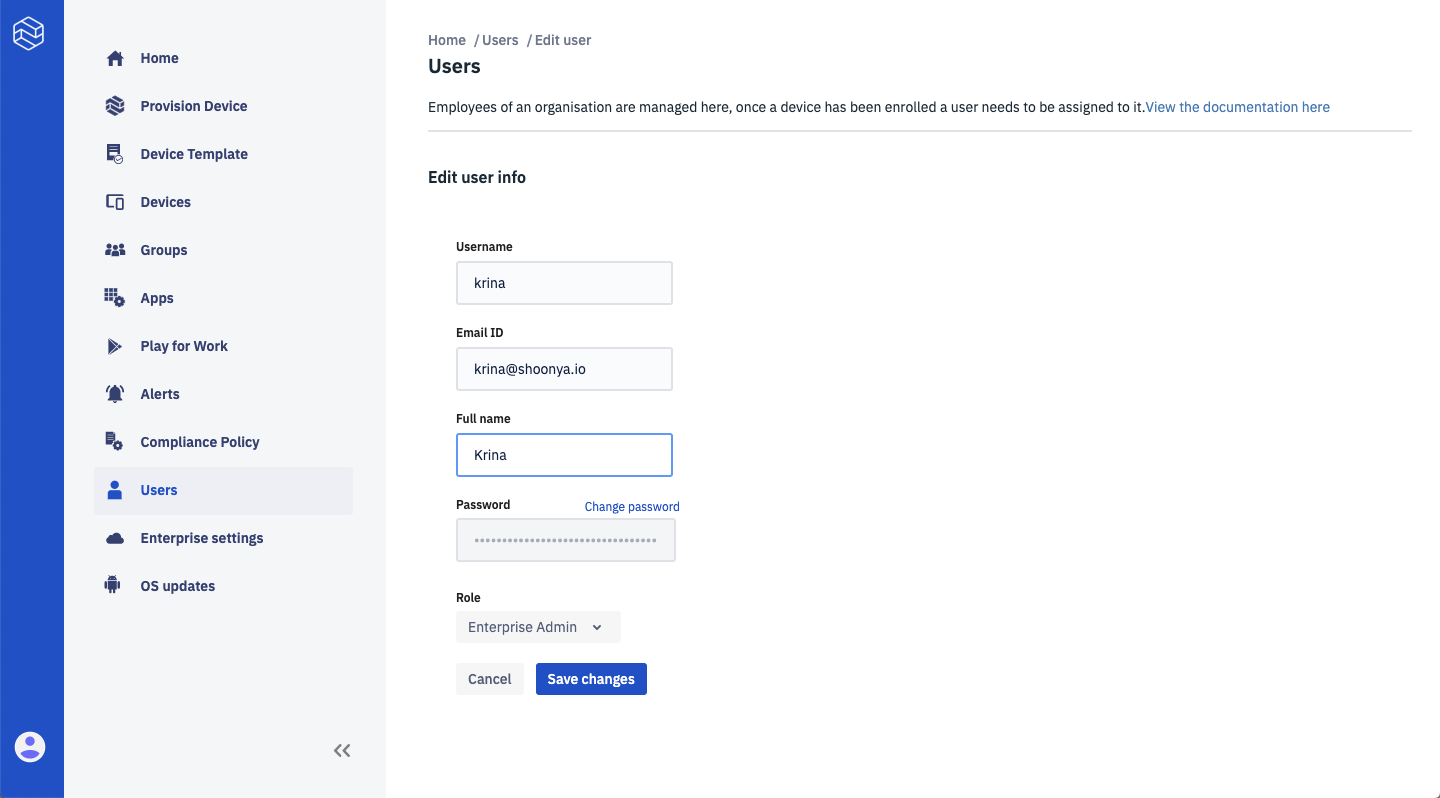 Home
Provision Device
Device Template
Devices
Groups
Apps
Play for Work
Alerts
Compliance Policy
Users
Enterprise settings
OS updates
Home / Users / Edit user
Users
Employees of an organisation are managed here, once a device has been enrolled a user needs to be assigned to it.View the documentation here
Edit user info
Username
krina
Email ID
krina@shoonya.io
Full name
Krina
Password Change password
••••••••••••••••••••••••••••••••
Role
Enterprise Admin
Cancel Save changes